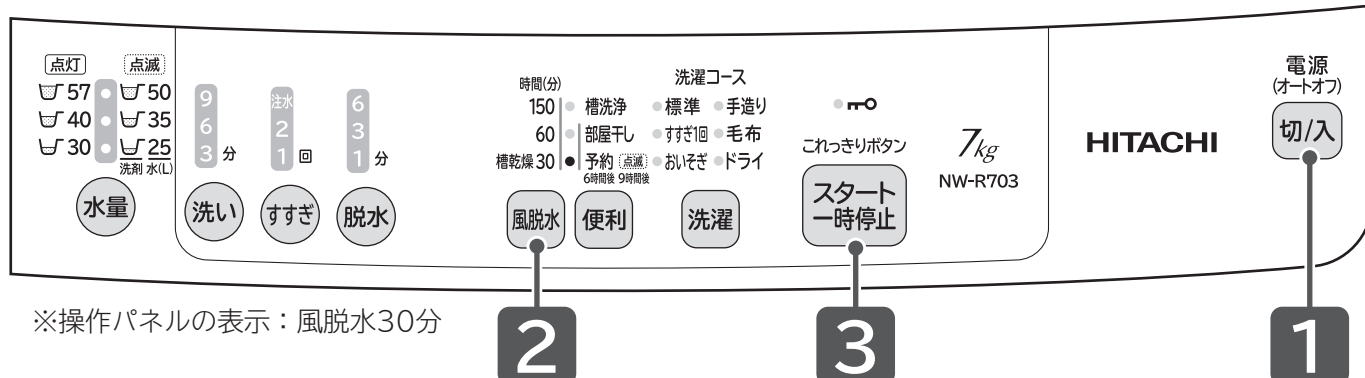 点灯 点滅
57 50
40 35
30 25
洗剤 水(L)
水量
9
6
3 分
洗い
注水
2
1 回
すすぎ
6
3
1 分
脱水
時間(分)
150 槽洗浄
60 部屋干し
槽乾燥 30 予約 点滅
6時間後 9時間後
風脱水 便利
洗濯コース
標準 手造り
すすぎ1回 毛布
おいそぎ ドライ
洗濯
これっきりボタン
スタート
一時停止
7kg
NW-R703
HITACHI
電源
(オートオフ)
切/入
※操作パネルの表示：風脱水30分
2
3
1